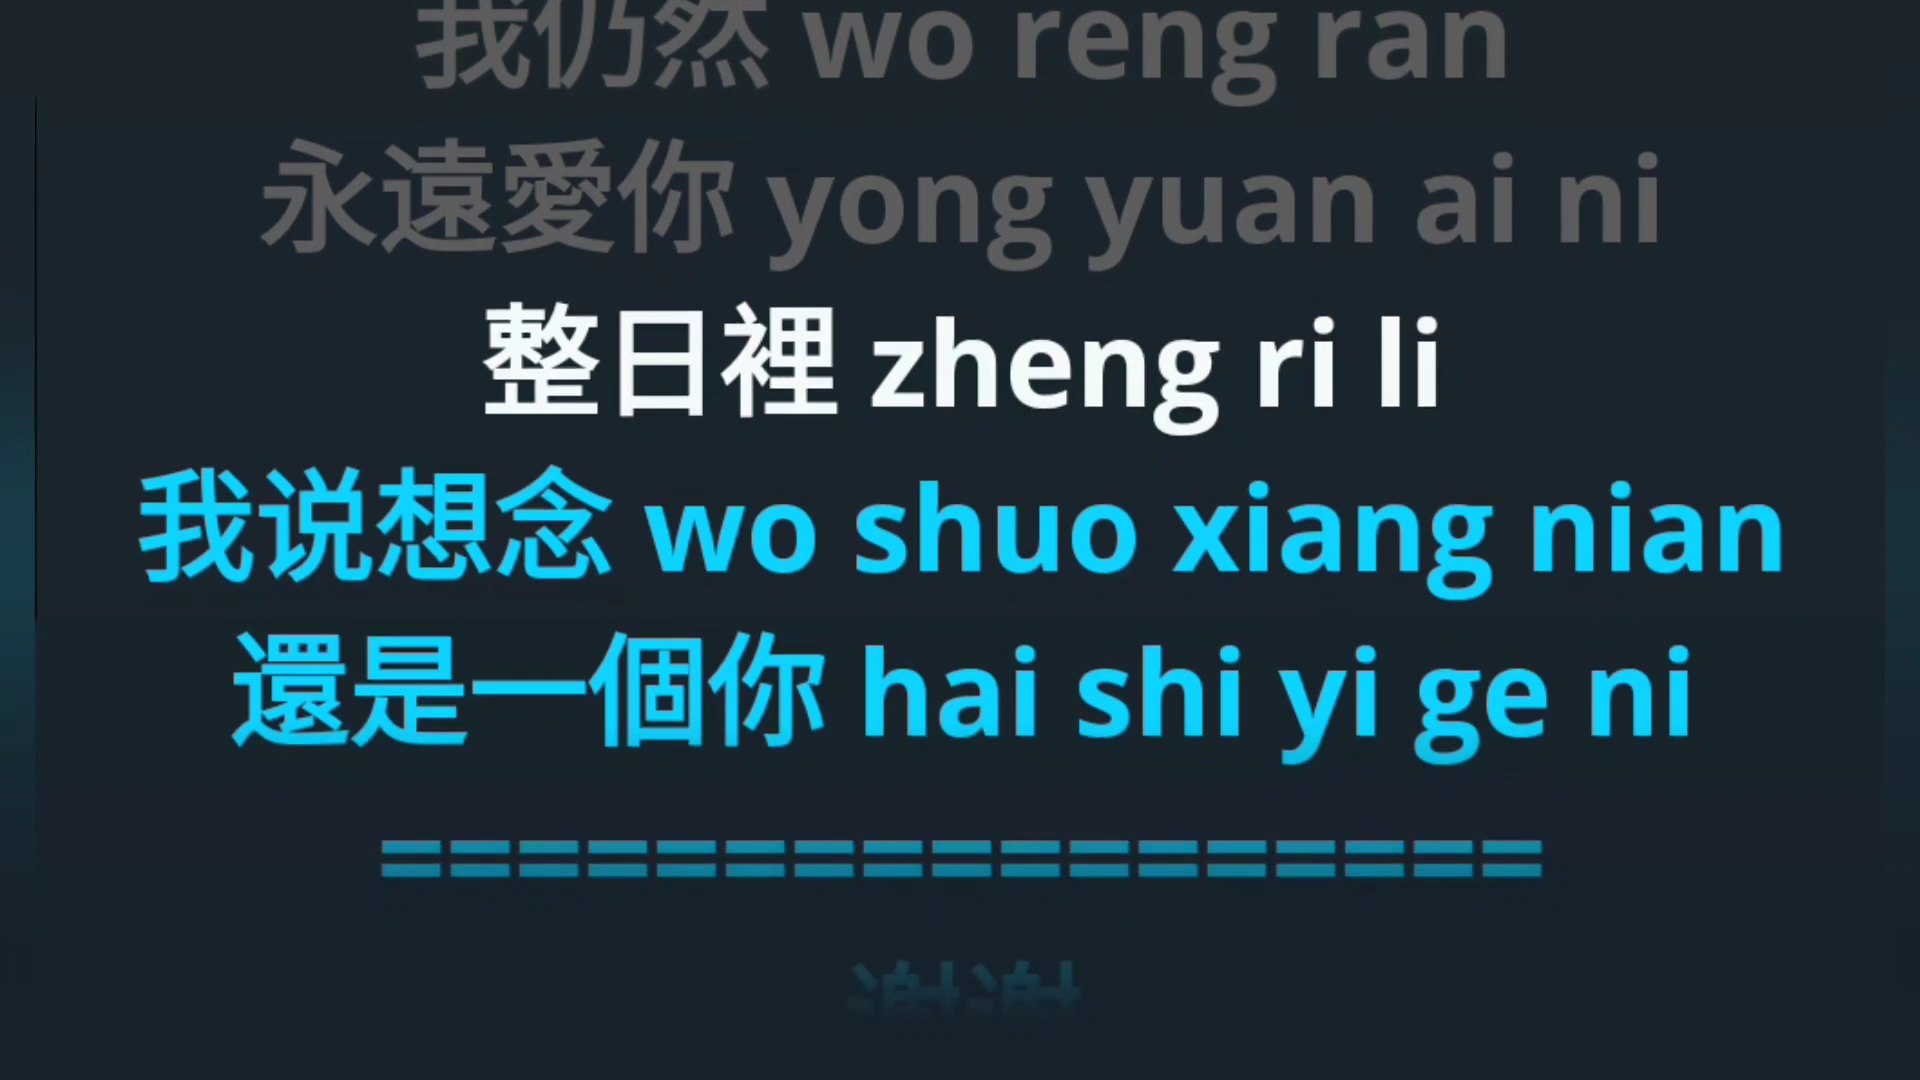 我仍然 wo reng ran
永遠愛你 yong yuan ai ni
整日裡 zheng ri li
我说想念 wo shuo xiang nian
還是一個你 hai shi yi ge ni
=================
謝謝